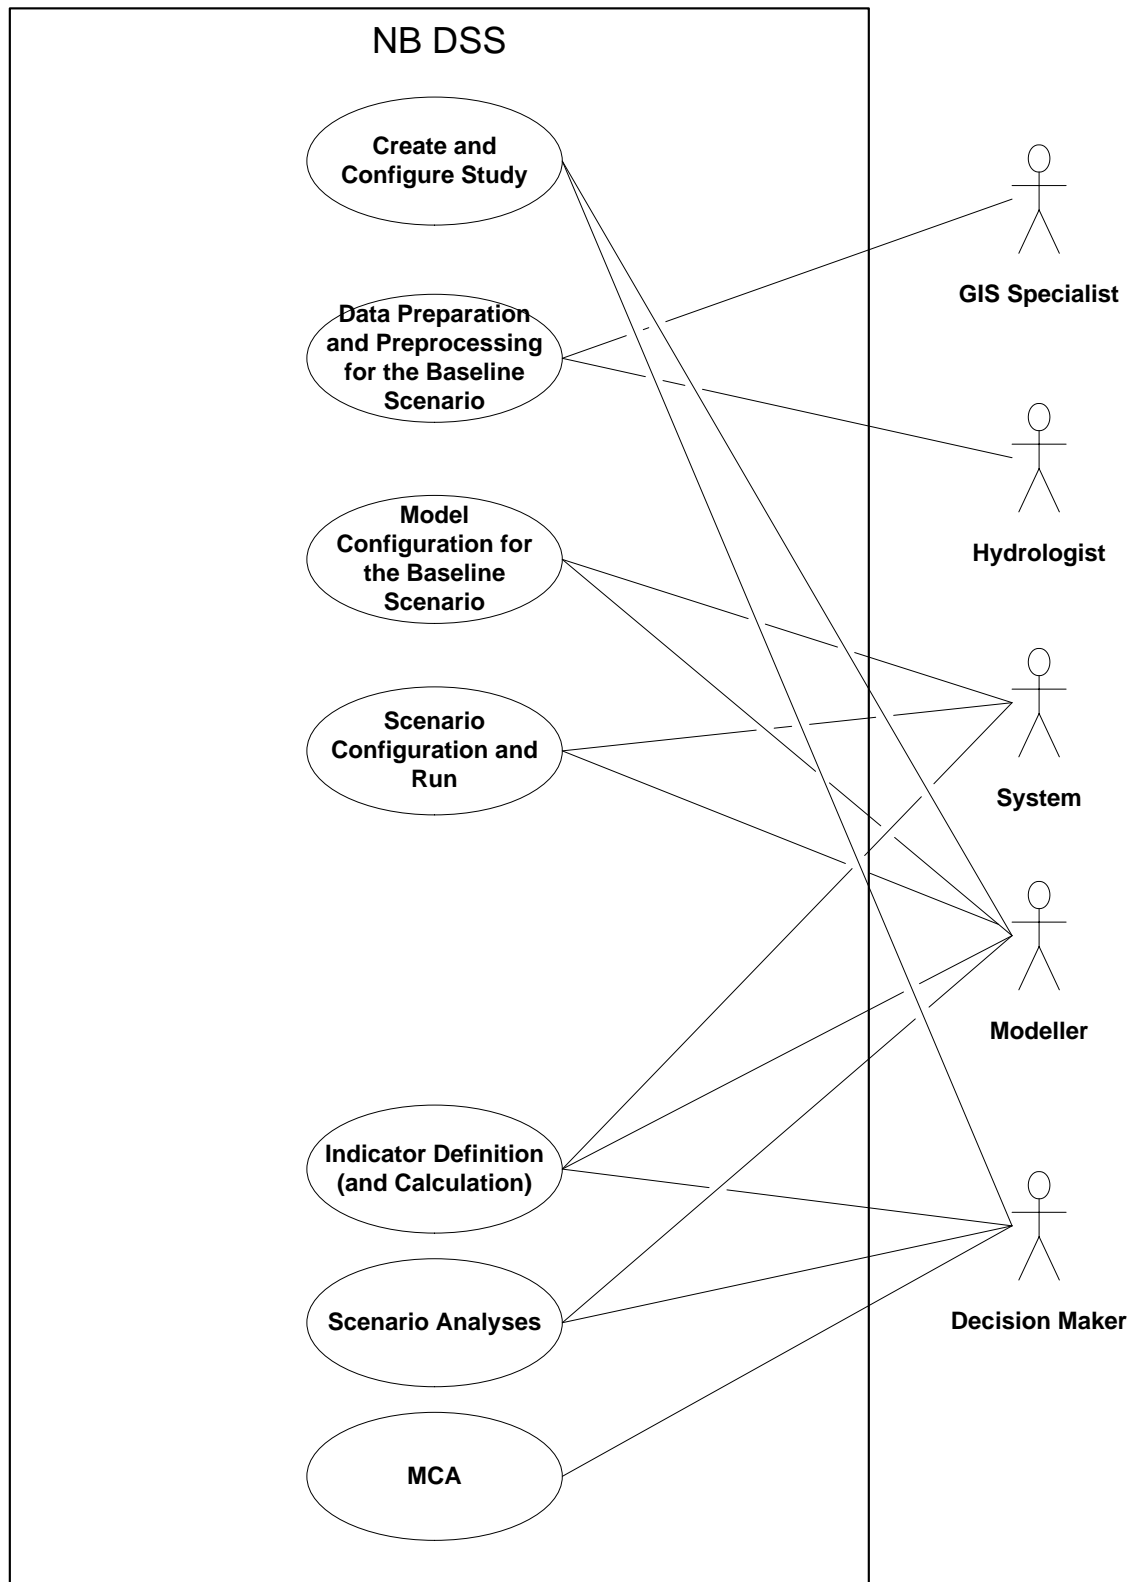 NB DSS
Create and
Configure Study
Data Preparation
and Preprocessing
for the Baseline
Scenario
Model
Configuration for
the Baseline
Scenario
Scenario
Configuration and
Run
Indicator Definition
(and Calculation)
Scenario Analyses
MCA
GIS Specialist
Hydrologist
System
Modeller
Decision Maker